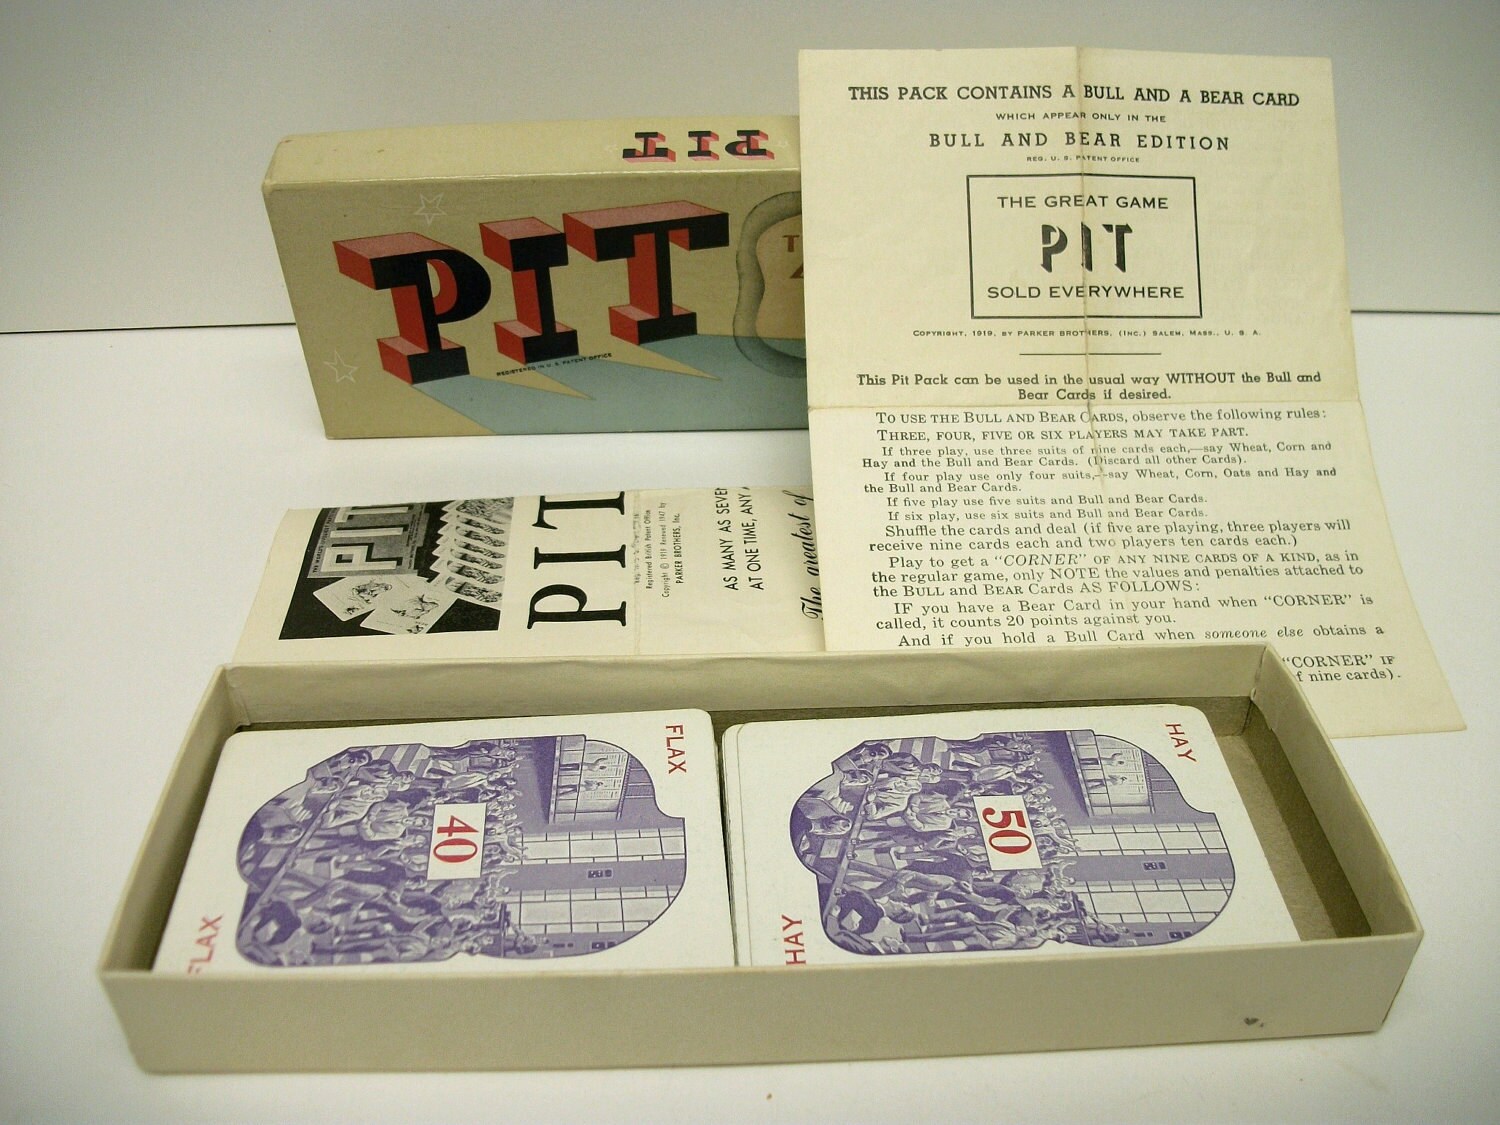 PIT
PIT
REGISTERED IN U. S. PATENT OFFICE
THIS PACK CONTAINS A BULL AND A BEAR CARD
WHICH APPEAR ONLY IN THE
BULL AND BEAR EDITION
REG. U. S. PATENT OFFICE
THE GREAT GAME
PIT
SOLD EVERYWHERE
COPYRIGHT, 1919, BY PARKER BROTHERS, (INC.) SALEM, MASS., U. S. A.
This Pit Pack can be used in the usual way WITHOUT the Bull and
Bear Cards if desired.
TO USE THE BULL AND BEAR CARDS, observe the following rules:
THREE, FOUR, FIVE OR SIX PLAYERS MAY TAKE PART.
If three play, use three suits of nine cards each,—say Wheat, Corn and
Hay and the Bull and Bear Cards. (Discard all other Cards).
If four play use only four suits,—say Wheat, Corn, Oats and Hay and
the Bull and Bear Cards.
If five play use five suits and Bull and Bear Cards.
If six play, use six suits and Bull and Bear Cards.
Shuffle the cards and deal (if five are playing, three players will
receive nine cards each and two players ten cards each.)
Play to get a "CORNER" OF ANY NINE CARDS OF A KIND, as in
the regular game, only NOTE the values and penalties attached to
the BULL and BEAR Cards AS FOLLOWS:
IF you have a Bear Card in your hand when "CORNER" is
called, it counts 20 points against you.
And if you hold a Bull Card when someone else obtains a
"CORNER" IF
f nine cards).
PIT
PIT
Registered British Patent Office
Copyright © 1919 Renewed 1947 by
PARKER BROTHERS, Inc.
AS MANY AS SEVEN
AT ONE TIME, ANY
The greatest of
FLAX
40
FLAX
HAY
50
HAY